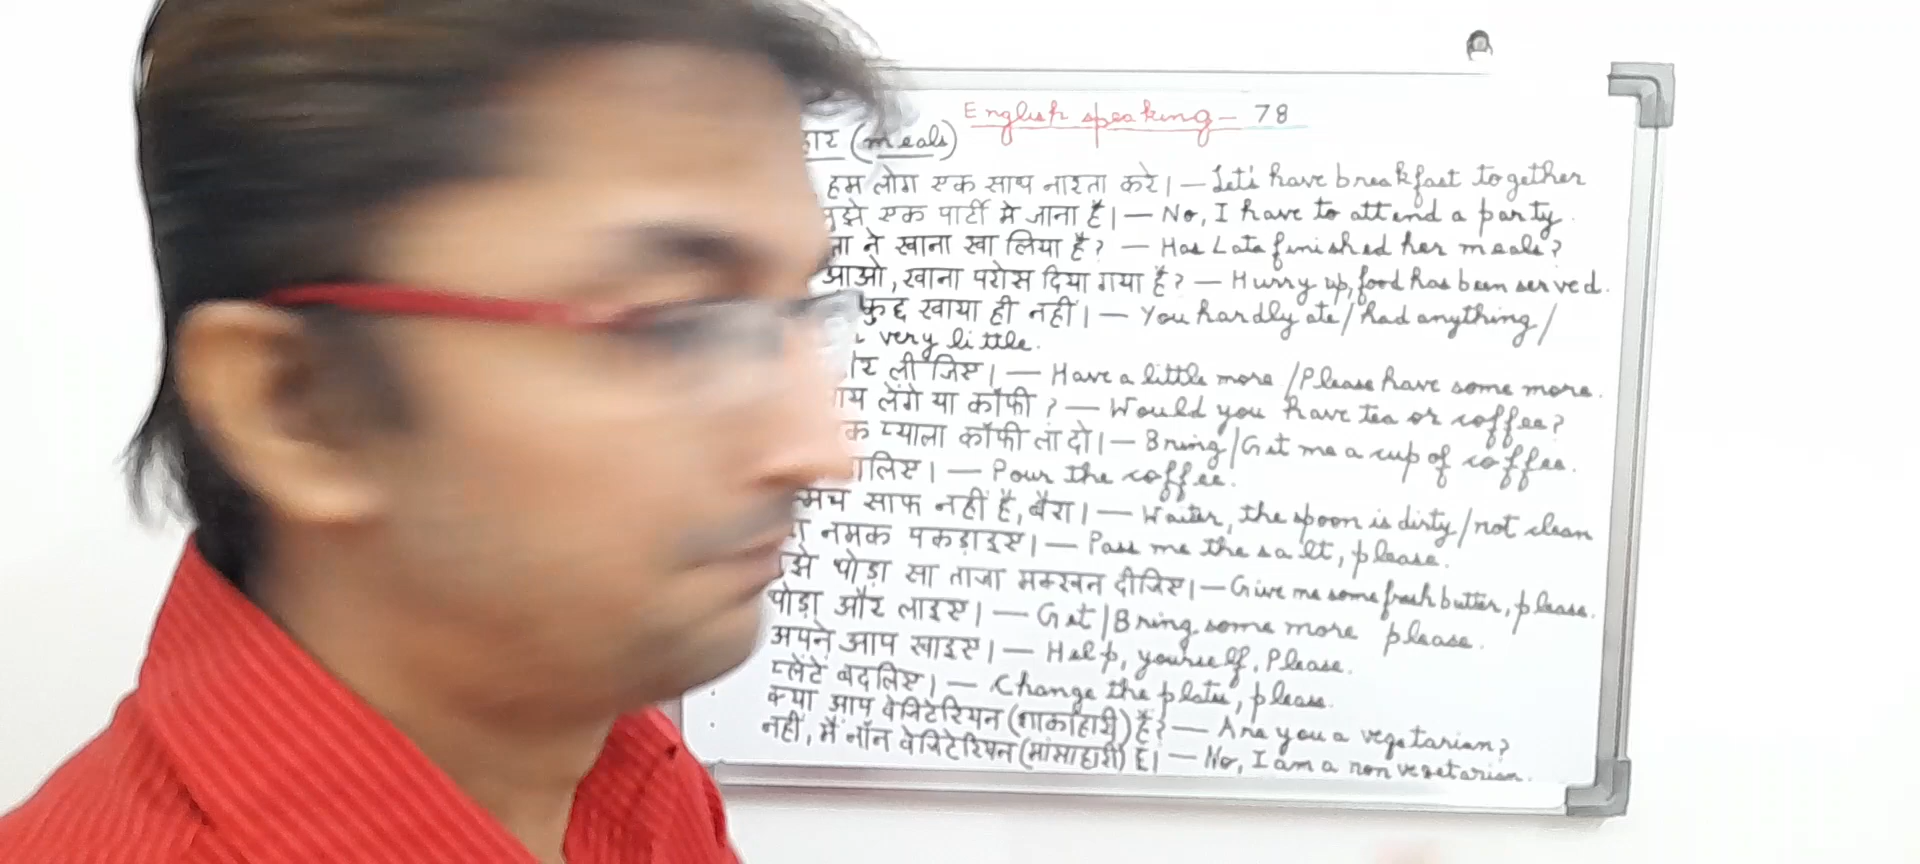 English speaking - 78
(meals)
हम लोग एक साथ नाश्ता करे। — Let's have breakfast together
एक पार्टी मे जाना है। — No, I have to attend a party.
ने खाना खा लिया है? — Has Lata finished her meals?
आओ, खाना परोस दिया गया है? — Hurry up, food has been served.
कुछ खाया ही नहीं। — You hardly ate/had anything/
very little.
लीजिए। — Have a little more /Please have some more.
लेंगे या कॉफी ? — Would you have tea or coffee?
प्याला कॉफी ला दो। — Bring/Get me a cup of coffee.
— Pour the coffee.
साफ नहीं है, बैरा। — Waiter, the spoon is dirty/not clean
नमक पकड़ाइए। — Pass me the salt, please.
थोड़ा सा ताजा मक्खन दीजिए। — Give me some fresh butter, please.
थोड़ा और लाइए। — Get/Bring some more please.
अपने आप खाइए। — Help, yourself, Please.
प्लेंटे बदलिए। — Change the plates, please.
क्या आप वेजिटेरियन (शाकाहारी) हैं? — Are you a vegetarian?
नहीं, मैं नॉन वेजिटेरियन (मांसाहारी) हूँ। — No, I am a non vegetarian.